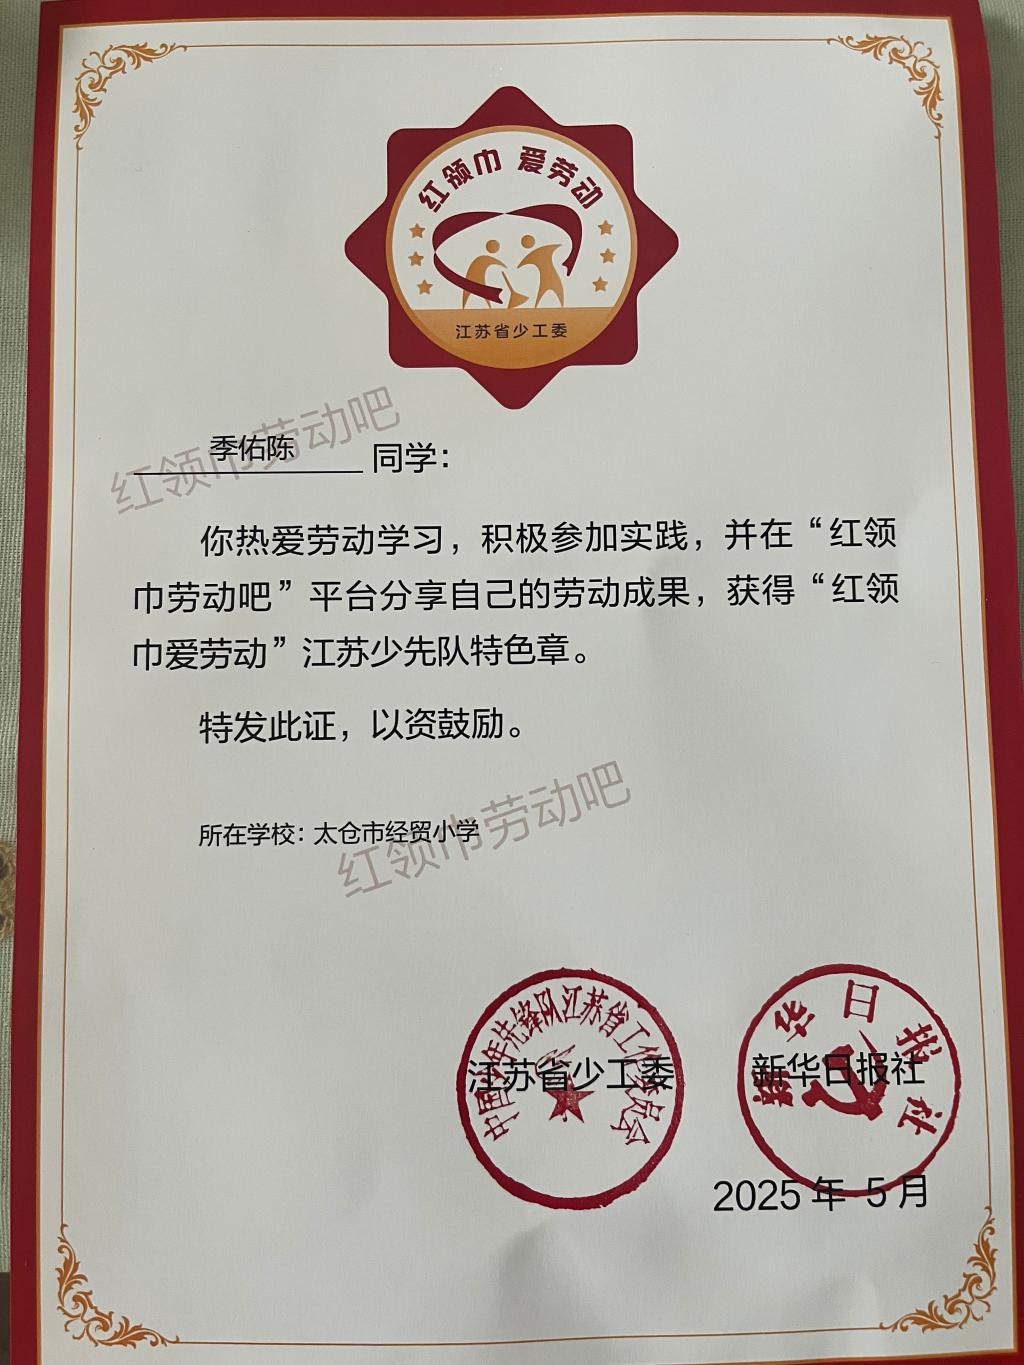 红领巾 爱劳动
江苏省少工委
红领巾劳动吧
季佑陈 同学：
你热爱劳动学习，积极参加实践，并在“红领
巾劳动吧”平台分享自己的劳动成果，获得“红领
巾爱劳动”江苏少先队特色章。
特发此证，以资鼓励。
红领巾劳动吧
所在学校：太仓市经贸小学
中国少年先锋队江苏省工作委员会
江苏省少工委
新华日报社
新华日报社
2025 年 5 月